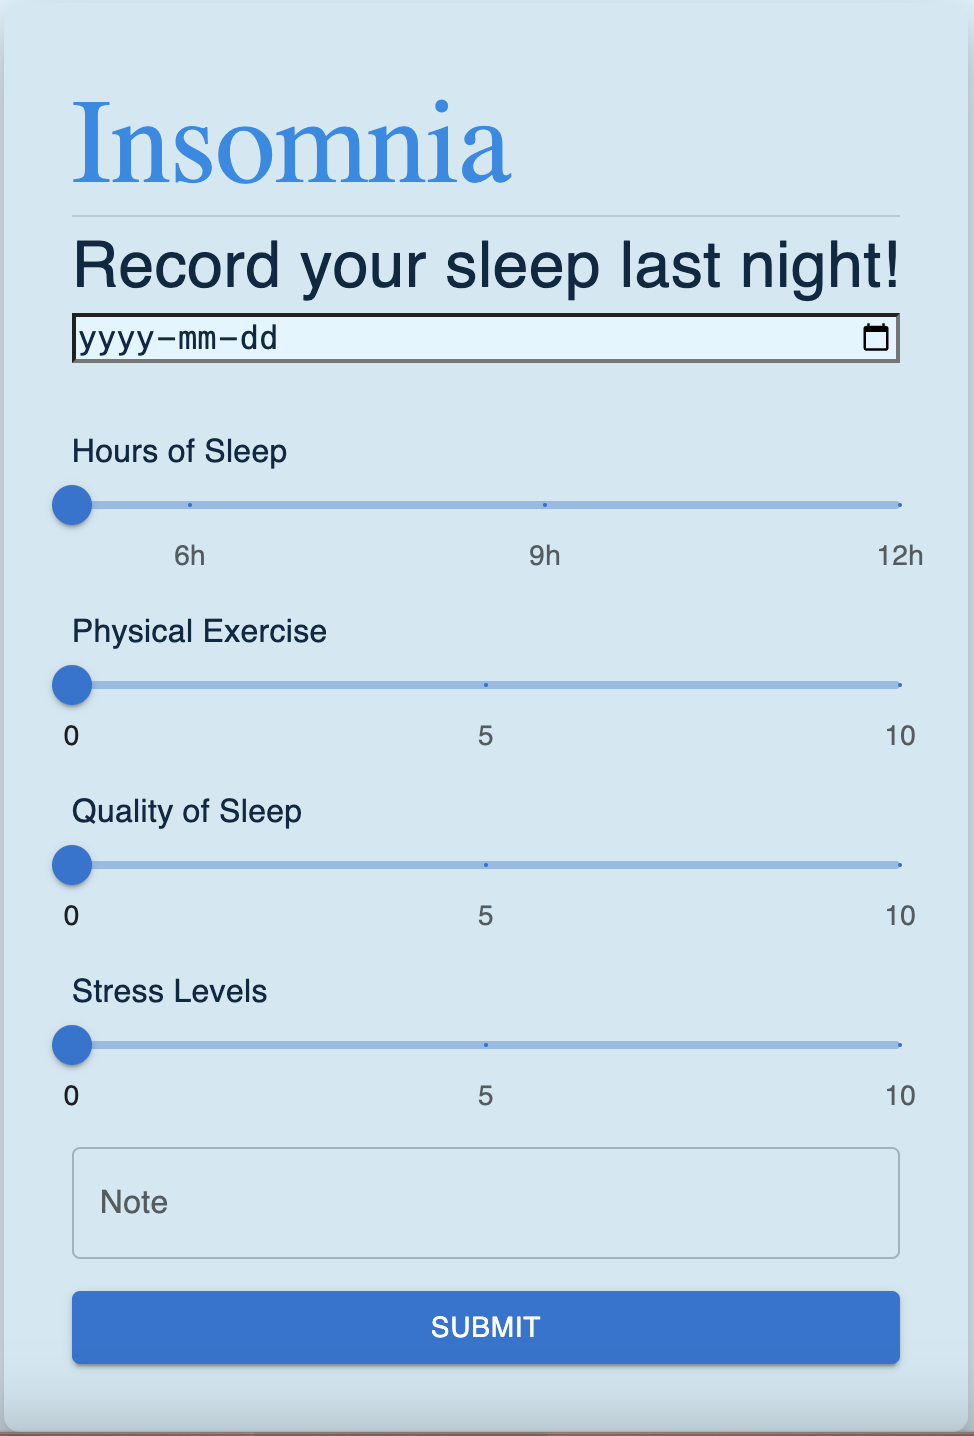 Insomnia
Record your sleep last night!
yyyy-mm-dd
Hours of Sleep
6h 9h 12h
Physical Exercise
0 5 10
Quality of Sleep
0 5 10
Stress Levels
0 5 10
Note
SUBMIT